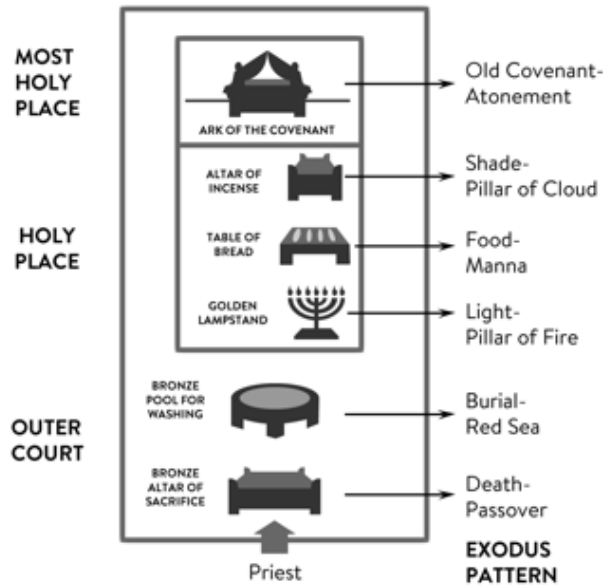 MOST
HOLY
PLACE
ARK OF THE COVENANT
Old Covenant-
Atonement
ALTAR OF
INCENSE
Shade-
Pillar of Cloud
HOLY
PLACE
TABLE OF
BREAD
Food-
Manna
GOLDEN
LAMPSTAND
Light-
Pillar of Fire
OUTER
COURT
BRONZE
POOL FOR
WASHING
Burial-
Red Sea
BRONZE
ALTAR OF
SACRIFICE
Death-
Passover
Priest
EXODUS
PATTERN